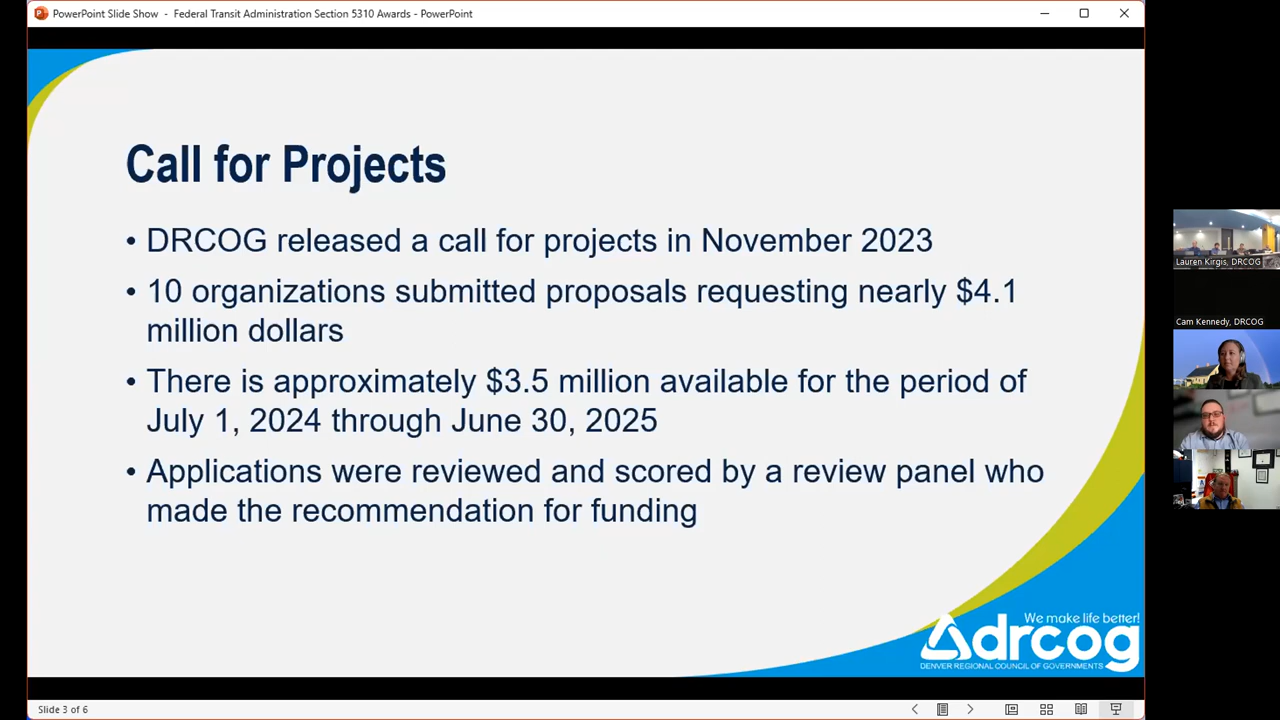 PowerPoint Slide Show - Federal Transit Administration Section 5310 Awards - PowerPoint
Call for Projects
• DRCOG released a call for projects in November 2023
• 10 organizations submitted proposals requesting nearly $4.1
million dollars
• There is approximately $3.5 million available for the period of
July 1, 2024 through June 30, 2025
• Applications were reviewed and scored by a review panel who
made the recommendation for funding
We make life better!
drcog
DENVER REGIONAL COUNCIL OF GOVERNMENTS
Slide 3 of 6
Lauren Kirgis, DRCOG
Cam Kennedy, DRCOG